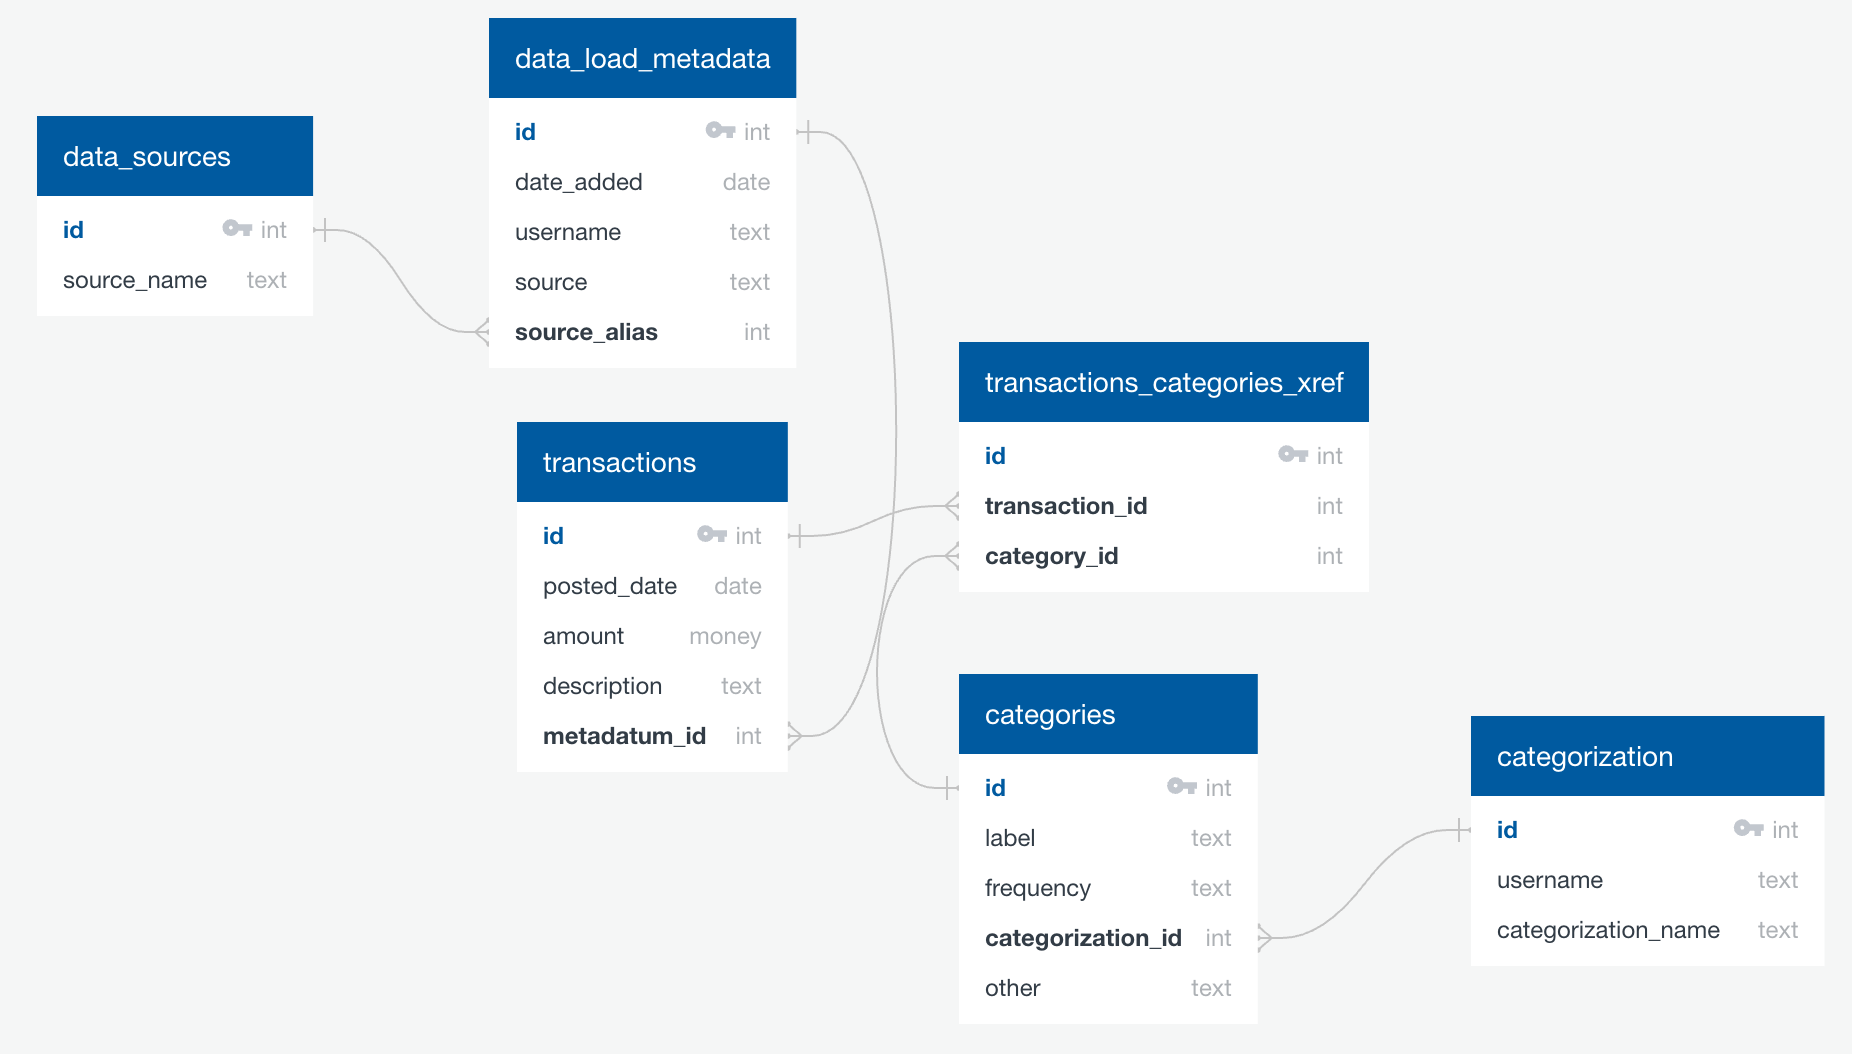 data_sources
id int
source_name text
data_load_metadata
id int
date_added date
username text
source text
source_alias int
transactions
id int
posted_date date
amount money
description text
metadatum_id int
transactions_categories_xref
id int
transaction_id int
category_id int
categories
id int
label text
frequency text
categorization_id int
other text
categorization
id int
username text
categorization_name text